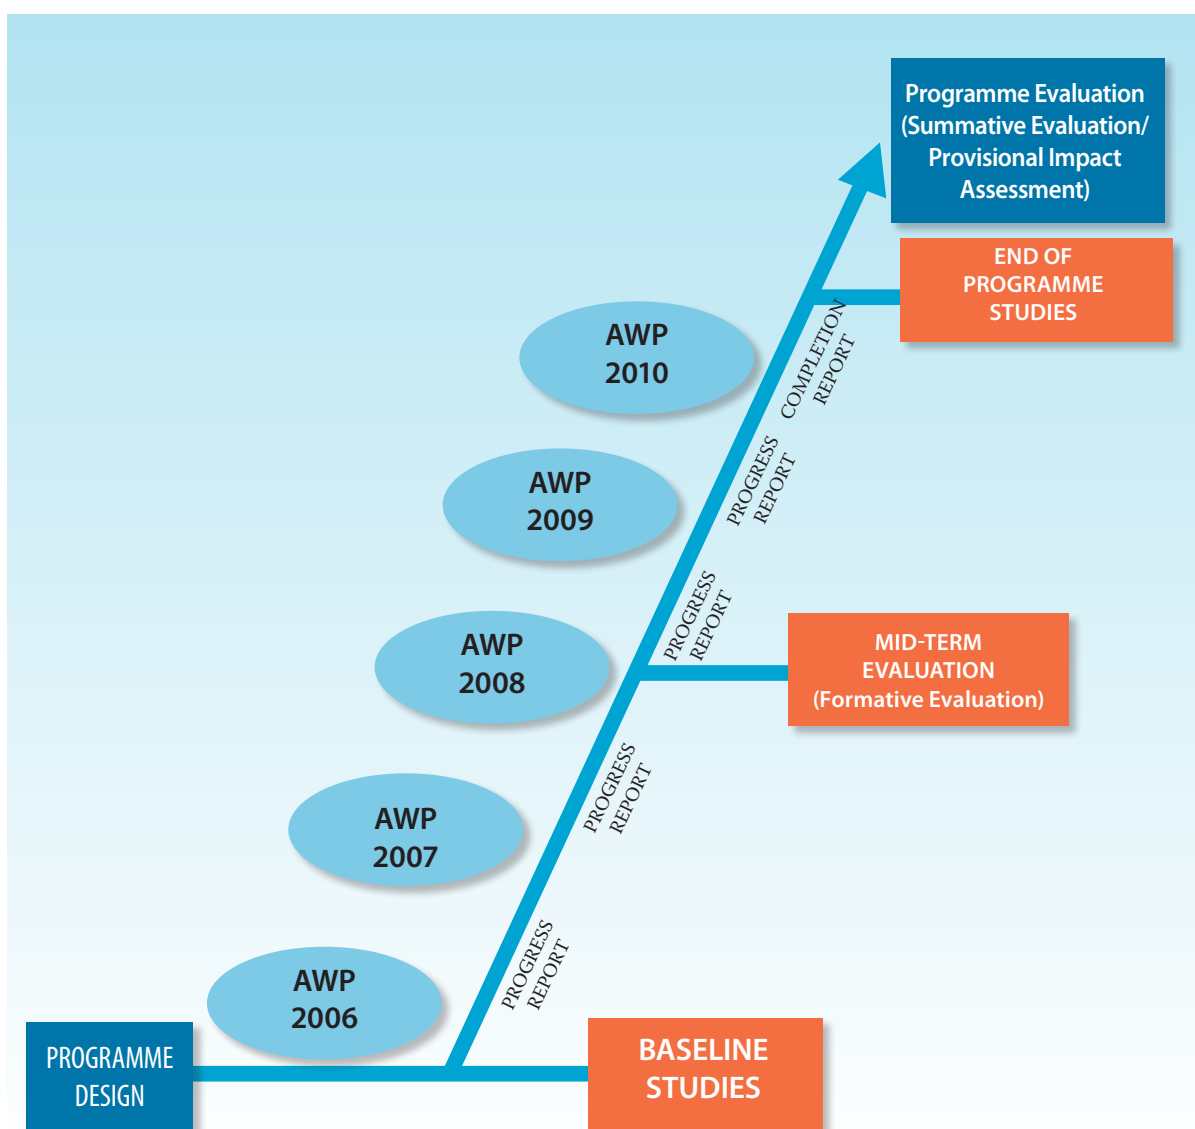 Programme Evaluation
(Summative Evaluation/
Provisional Impact
Assessment)
END OF
PROGRAMME
STUDIES
AWP
2010
COMPLETION
REPORT
PROGRESS
REPORT
AWP
2009
PROGRESS
REPORT
MID-TERM
EVALUATION
(Formative Evaluation)
AWP
2008
PROGRESS
REPORT
AWP
2007
PROGRESS
REPORT
AWP
2006
PROGRAMME
DESIGN
BASELINE
STUDIES